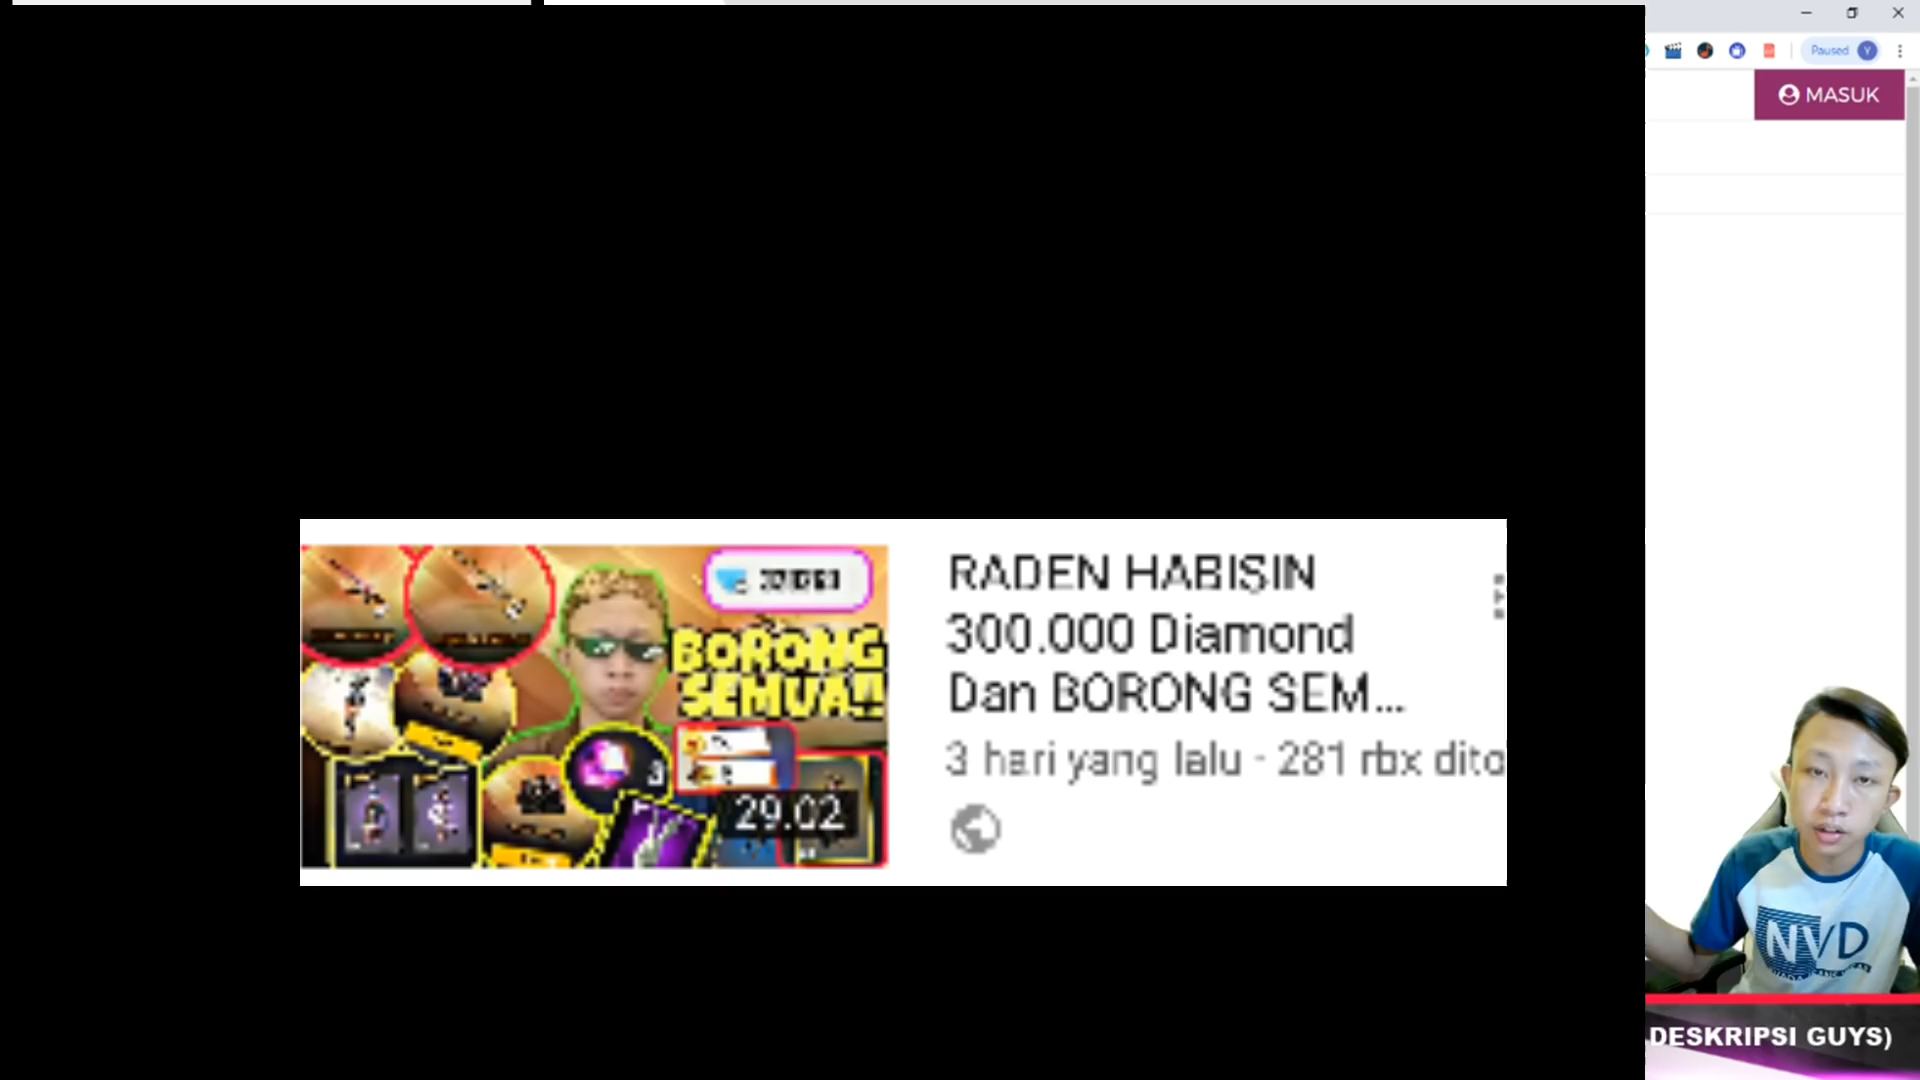 Paused Y
MASUK
BORONG
SEMUA!!
29.02
RADEN HABISIN
300.000 Diamond
Dan BORONG SEM...
3 hari yang lalu - 281 rbx dito
NVD
DESKRIPSI GUYS)